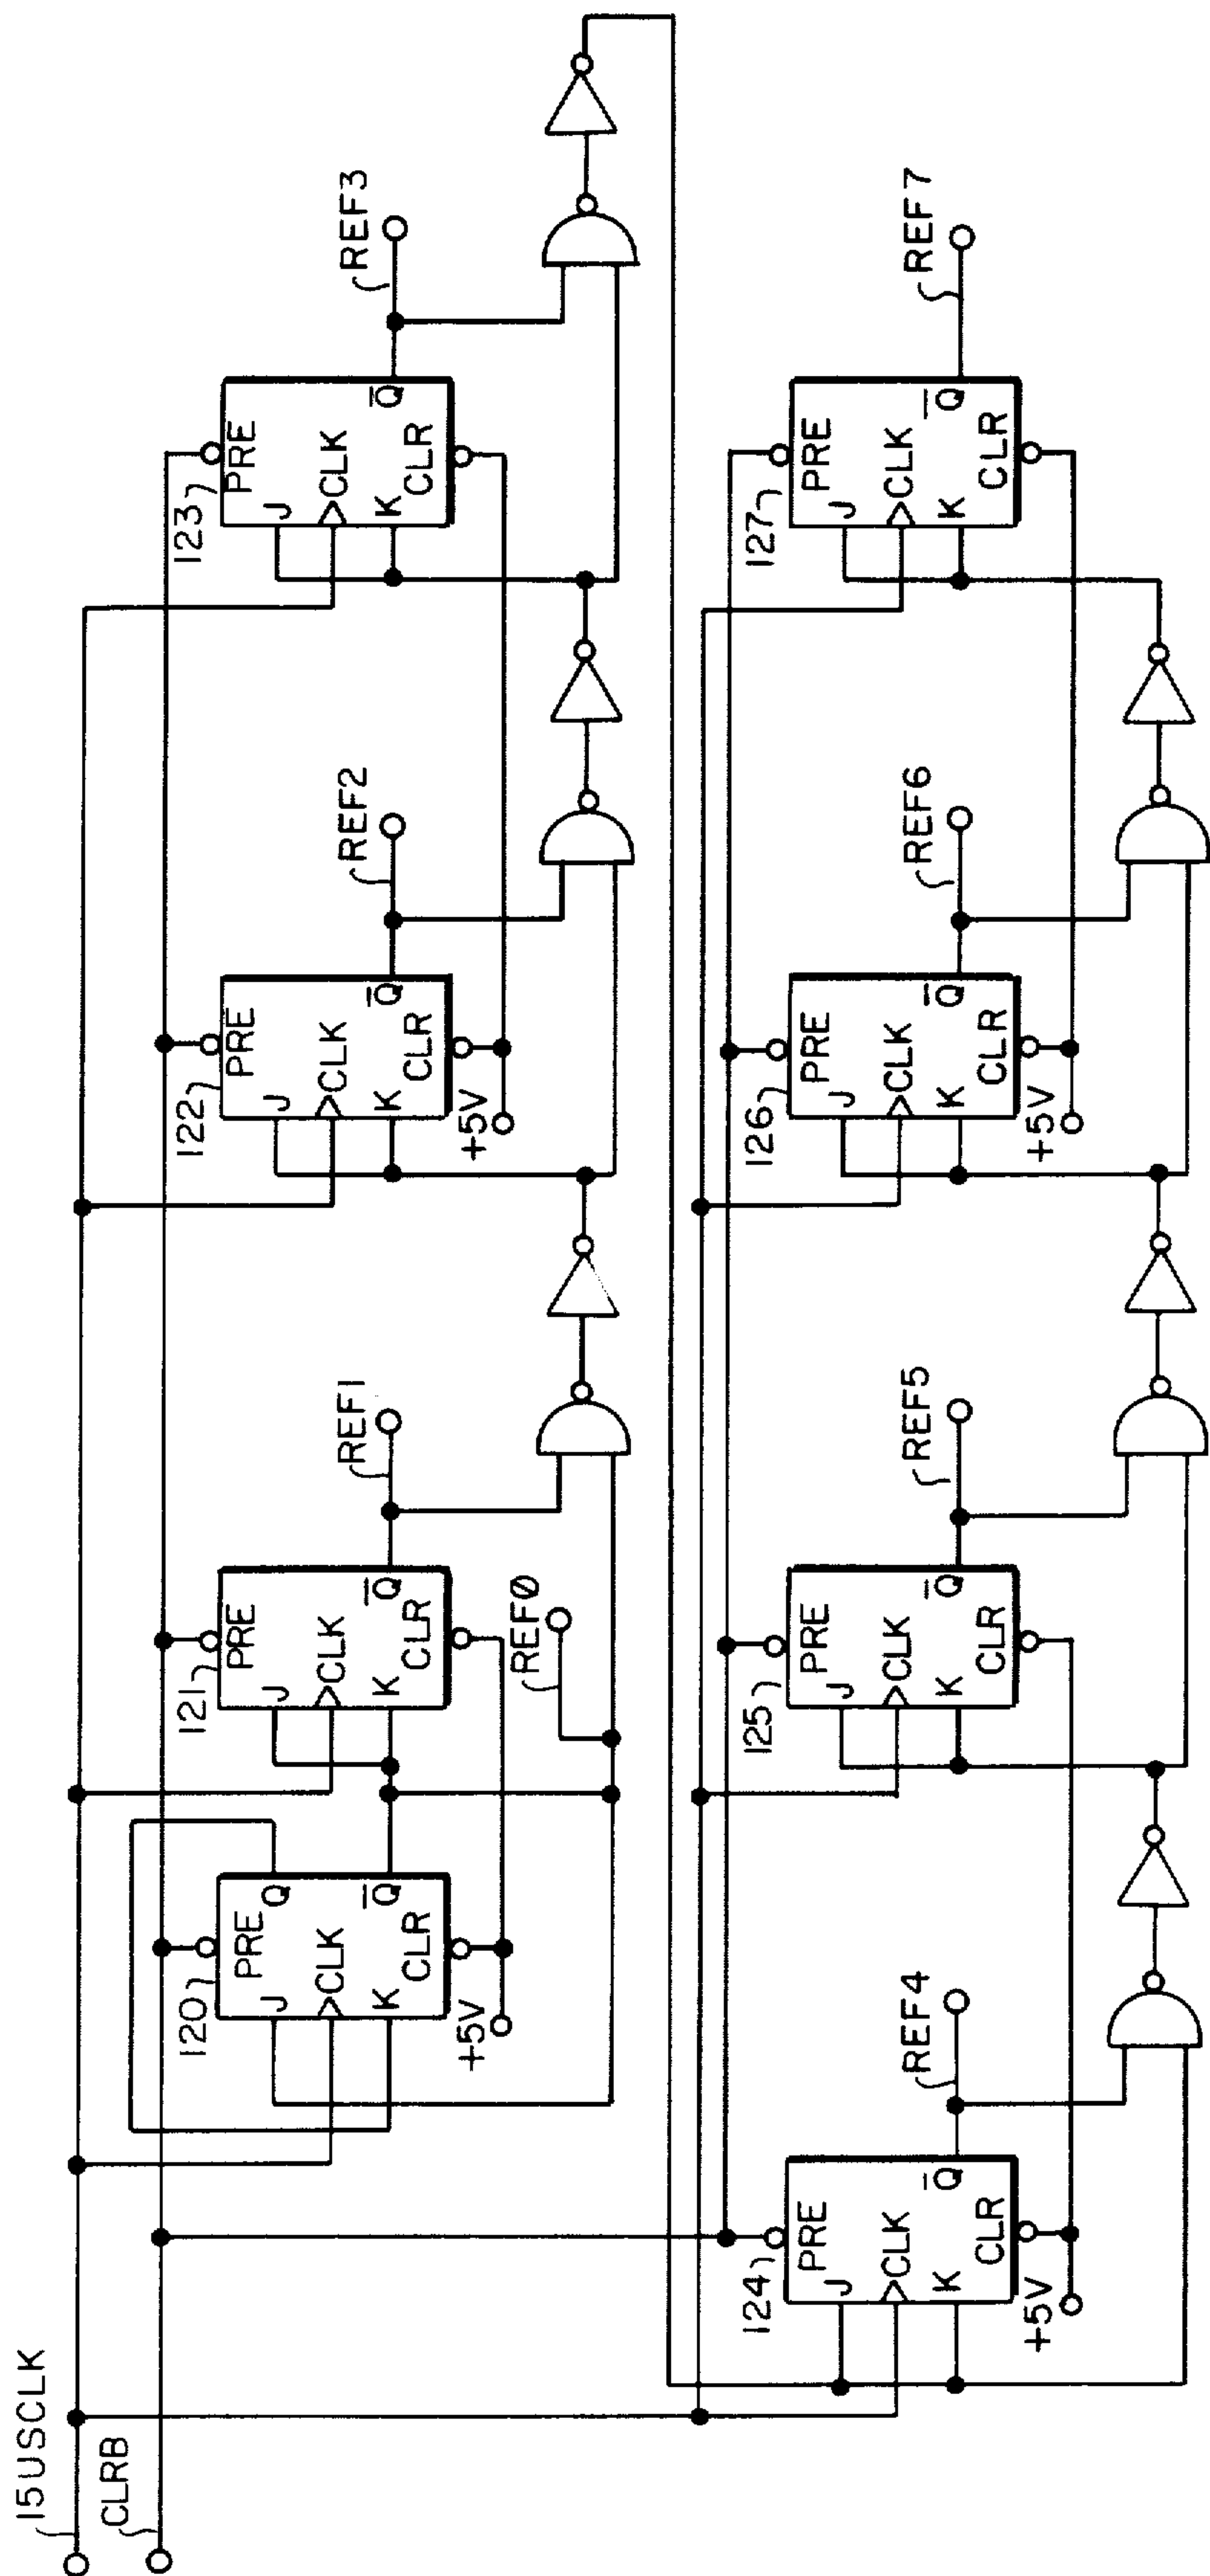 15USCLK
CLRB
120
PRE
J
Q
CLK
K
Q̅
CLR
+5V
121
PRE
J
CLK
K
Q̅
CLR
REF1
REF0
122
PRE
J
CLK
K
Q̅
CLR
+5V
REF2
123
PRE
J
CLK
K
Q̅
CLR
REF3
124
PRE
J
CLK
K
Q̅
CLR
+5V
REF4
125
PRE
J
CLK
K
Q̅
CLR
REF5
126
PRE
J
CLK
K
Q̅
CLR
+5V
REF6
127
PRE
J
CLK
K
Q̅
CLR
REF7